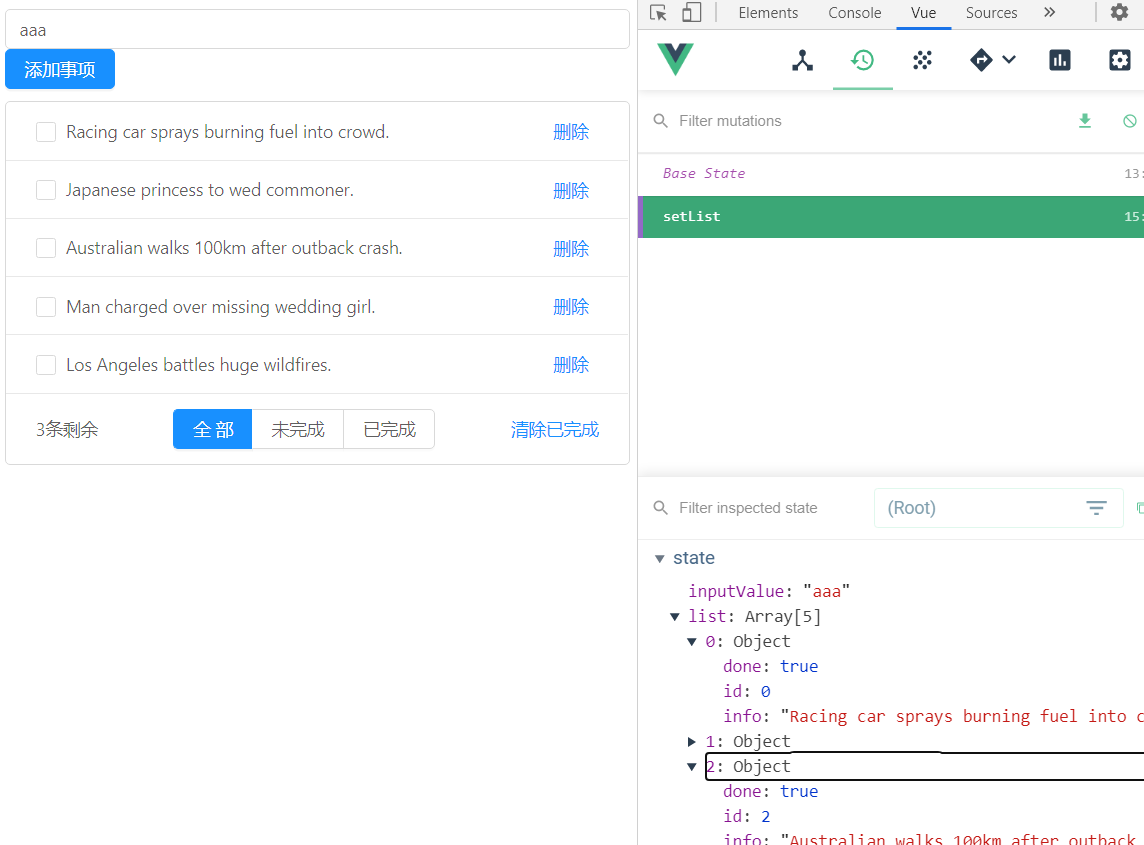 aaa
添加事项
Racing car sprays burning fuel into crowd. 删除
Japanese princess to wed commoner. 删除
Australian walks 100km after outback crash. 删除
Man charged over missing wedding girl. 删除
Los Angeles battles huge wildfires. 删除
3条剩余 全 部 未完成 已完成 清除已完成
Elements Console Vue Sources
Filter mutations
Base State 13:
setList 15:
Filter inspected state (Root)
state
inputValue: "aaa"
list: Array[5]
0: Object
done: true
id: 0
info: "Racing car sprays burning fuel into c
1: Object
2: Object
done: true
id: 2
info: "Australian walks 100km after outback